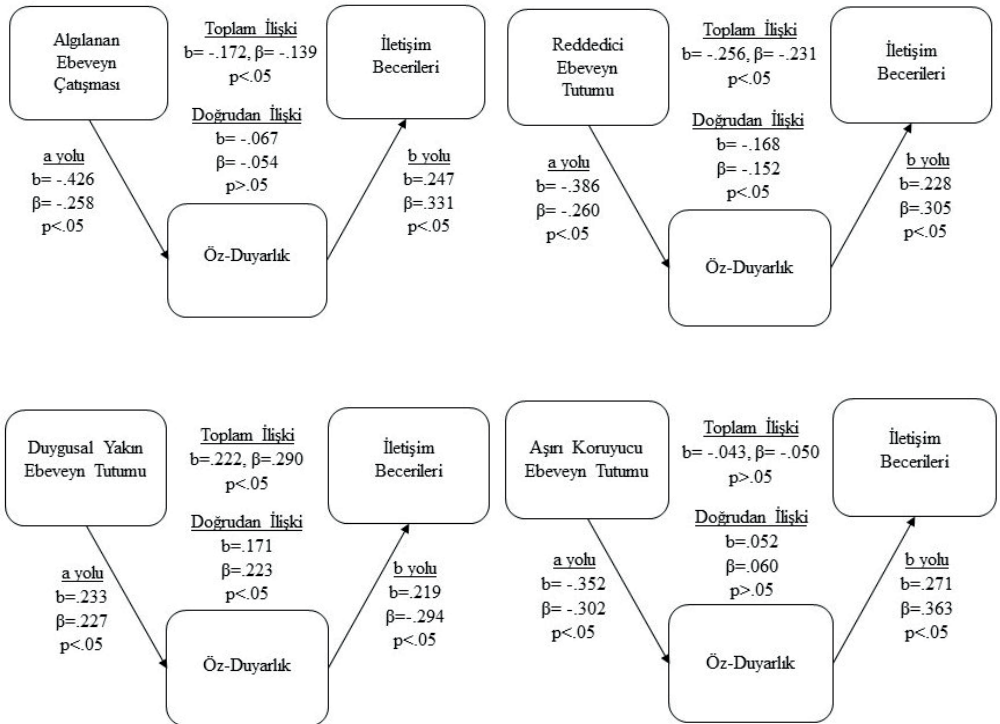 Algılanan
Ebeveyn
Çatışması
Toplam İlişki
b= -.172, β= -.139
p<.05
İletişim
Becerileri
Doğrudan İlişki
b= -.067
β= -.054
p>.05
a yolu
b= -.426
β= -.258
p<.05
b yolu
b=.247
β=.331
p<.05
Öz-Duyarlık
Reddedici
Ebeveyn
Tutumu
Toplam İlişki
b= -.256, β= -.231
p<.05
İletişim
Becerileri
Doğrudan İlişki
b= -.168
β= -.152
p<.05
a yolu
b= -.386
β= -.260
p<.05
b yolu
b=.228
β=.305
p<.05
Öz-Duyarlık
Duygusal Yakın
Ebeveyn Tutumu
Toplam İlişki
b=.222, β=.290
p<.05
İletişim
Becerileri
Doğrudan İlişki
b=.171
β=.223
p<.05
a yolu
b=.233
β=.227
p<.05
b yolu
b=.219
β=-.294
p<.05
Öz-Duyarlık
Aşırı Koruyucu
Ebeveyn Tutumu
Toplam İlişki
b= -.043, β= -.050
p>.05
İletişim
Becerileri
Doğrudan İlişki
b=.052
β=.060
p>.05
a yolu
b= -.352
β= -.302
p<.05
b yolu
b=.271
β=.363
p<.05
Öz-Duyarlık